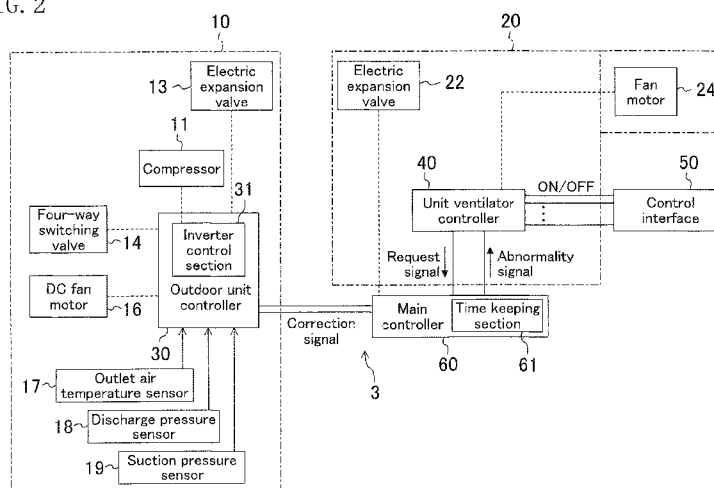 FIG. 2
10
20
13
Electric
expansion
valve
Electric
expansion
valve
22
Fan
motor
24
11
Compressor
31
40
ON/OFF
50
Four-way
switching
valve
14
Inverter
control
section
Unit ventilator
controller
Control
interface
DC fan
motor
16
Outdoor unit
controller
30
Request
signal
Abnormality
signal
Correction
signal
Main
controller
Time keeping
section
60
61
3
17
Outlet air
temperature sensor
18
Discharge pressure
sensor
19
Suction pressure
sensor